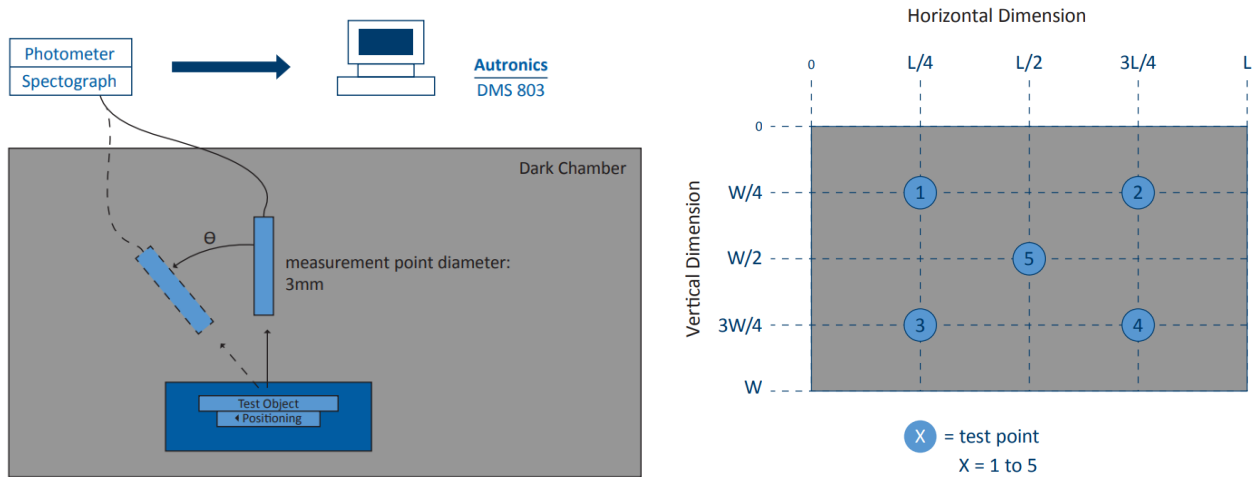 Photometer
Spectograph
Autronics
DMS 803
Dark Chamber
Ɵ
measurement point diameter:
3mm
Test Object
Positioning
Horizontal Dimension
0
L/4
L/2
3L/4
L
Vertical Dimension
0
W/4
W/2
3W/4
W
1
2
5
3
4
X = test point
X = 1 to 5